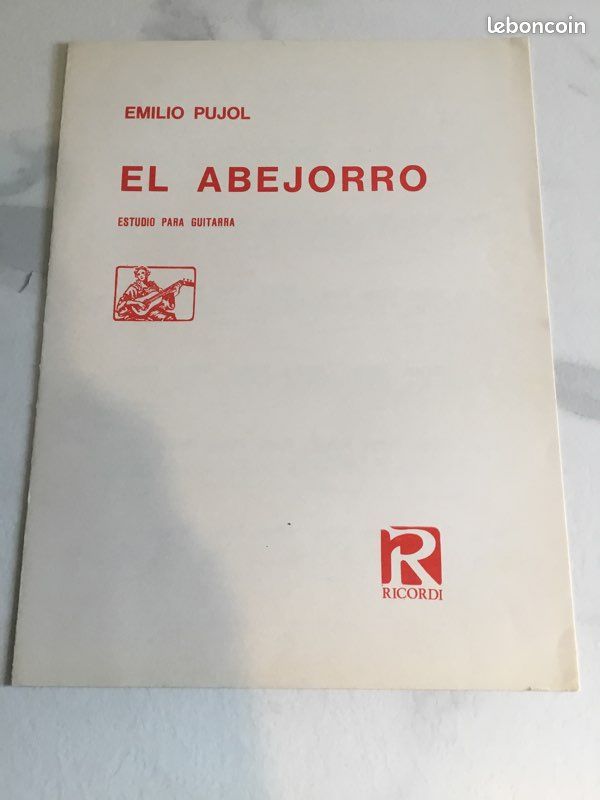 leboncoin
EMILIO PUJOL
EL ABEJORRO
ESTUDIO PARA GUITARRA
R
RICORDI